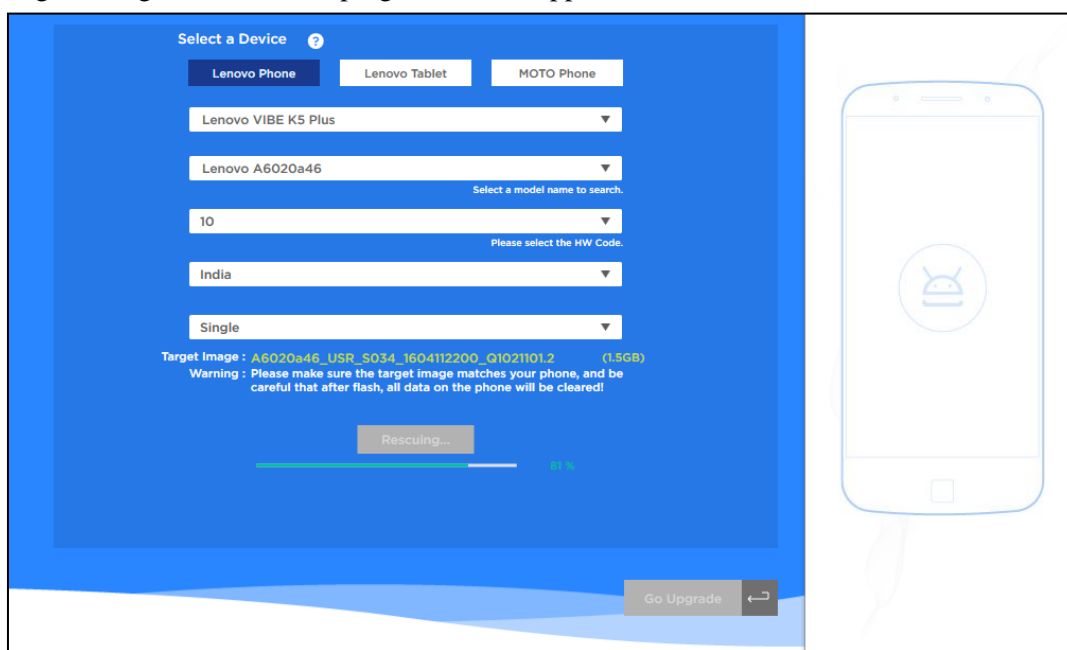 Select a Device ?
Lenovo Phone Lenovo Tablet MOTO Phone
Lenovo VIBE K5 Plus
Lenovo A6020a46
Select a model name to search.
10
Please select the HW Code.
India
Single
Target Image : A6020a46_USR_S034_1604112200_Q1021101.2 (1.5GB)
Warning : Please make sure the target image matches your phone, and be
careful that after flash, all data on the phone will be cleared!
Rescuing...
81 %
Go Upgrade